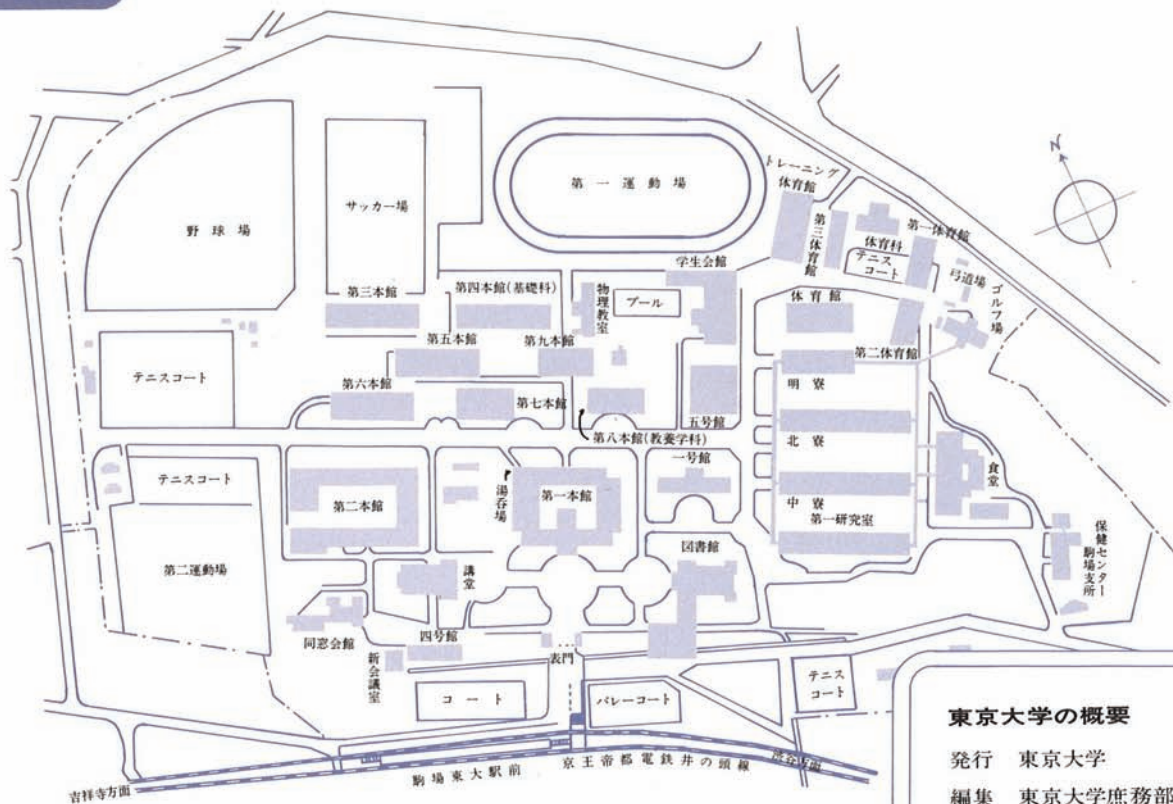 トレーニング
体育館
第一運動場
サッカー場
野球場
N
第三体育館
体育科
第一体育館
テニス
コート
弓道場
ゴルフ場
学生会館
プール
物理教室
第三本館
第四本館(基礎科)
体育館
第二体育館
第五本館
第九本館
テニスコート
第六本館
第七本館
明寮
五号館
第八本館(教養学科)
北寮
一号館
食堂
テニスコート
第二本館
湯呑場
第一本館
中寮
第一研究室
図書館
保健センター
駒場支所
第二運動場
講堂
同窓会館
四号館
新会議室
表門
コート
バレーコート
テニス
コート
吉祥寺方面
駒場東大駅前
京王帝都電鉄井の頭線
渋谷方面
東京大学の概要
発行 東京大学
編集 東京大学庶務部